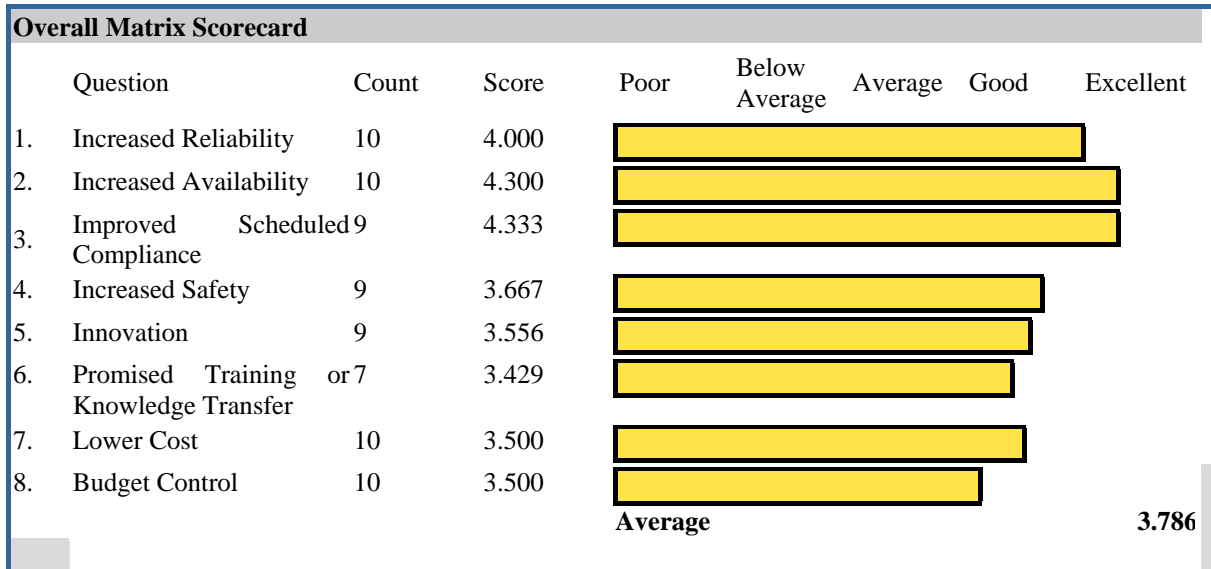 Overall Matrix Scorecard
Question Count Score Poor Below Average Average Good Excellent
1. Increased Reliability 10 4.000
2. Increased Availability 10 4.300
3. Improved Scheduled 9 4.333
Compliance
4. Increased Safety 9 3.667
5. Innovation 9 3.556
6. Promised Training or 7 3.429
Knowledge Transfer
7. Lower Cost 10 3.500
8. Budget Control 10 3.500
Average 3.786